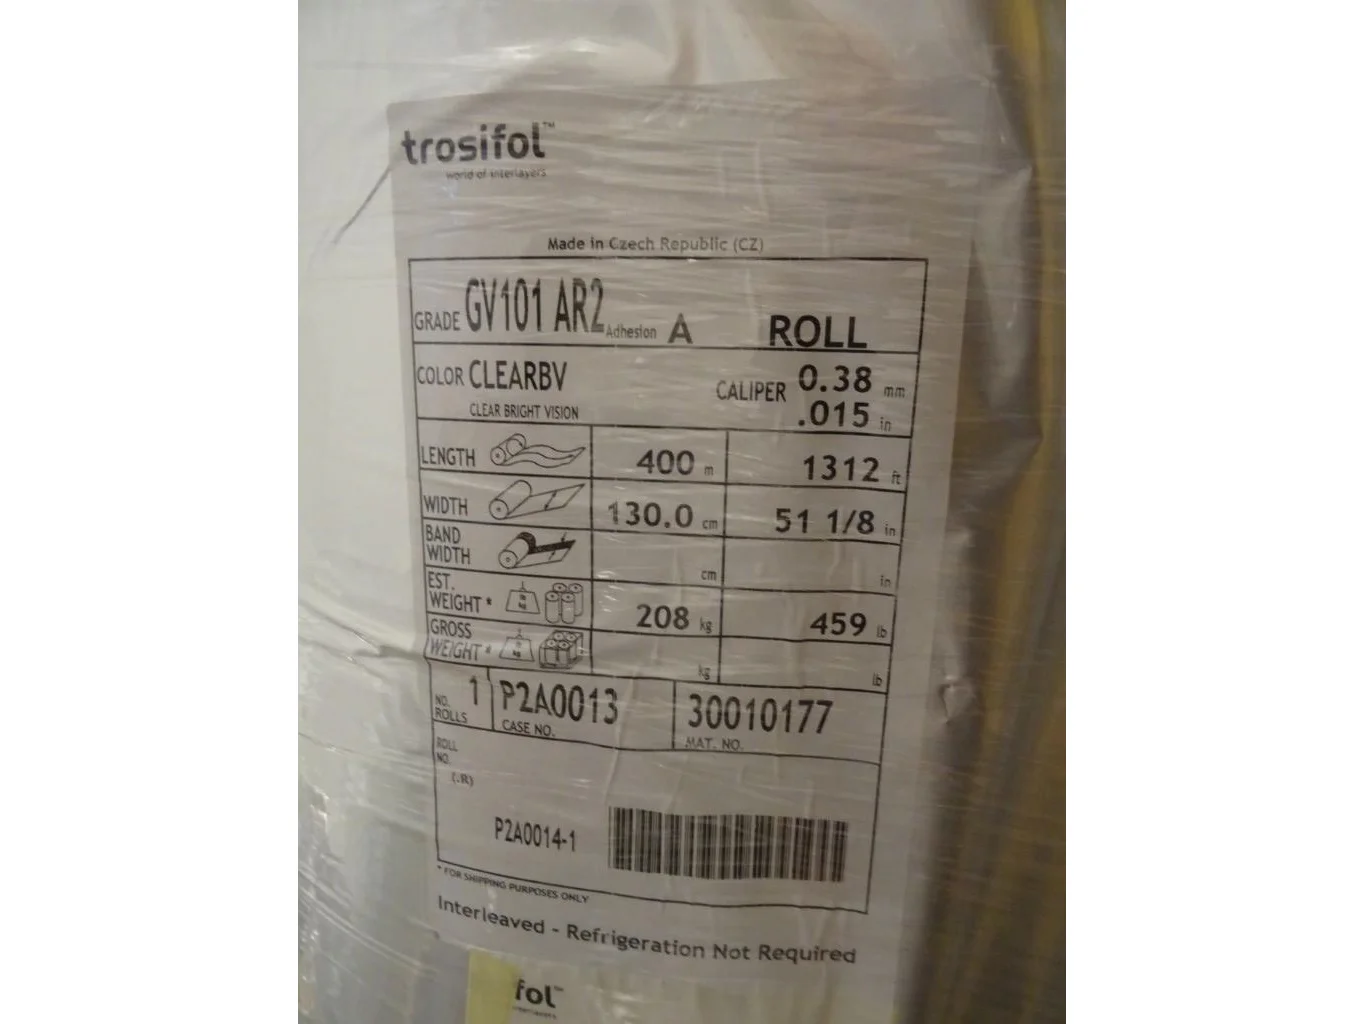 trosifol™
world of interlayers
Made in Czech Republic (CZ)
GRADE GV101 AR2 Adhesion A ROLL
COLOR CLEARBV CALIPER 0.38 mm
CLEAR BRIGHT VISION .015 in
LENGTH 400 m 1312 ft
WIDTH 130.0 cm 51 1/8 in
BAND
WIDTH cm in
EST.
WEIGHT * 208 kg 459 lb
GROSS
WEIGHT * kg lb
NO.
ROLLS 1 P2A0013 30010177
CASE NO. MAT. NO.
ROLL
NO.
(.R)
P2A0014-1
* FOR SHIPPING PURPOSES ONLY
Interleaved - Refrigeration Not Required
fol™